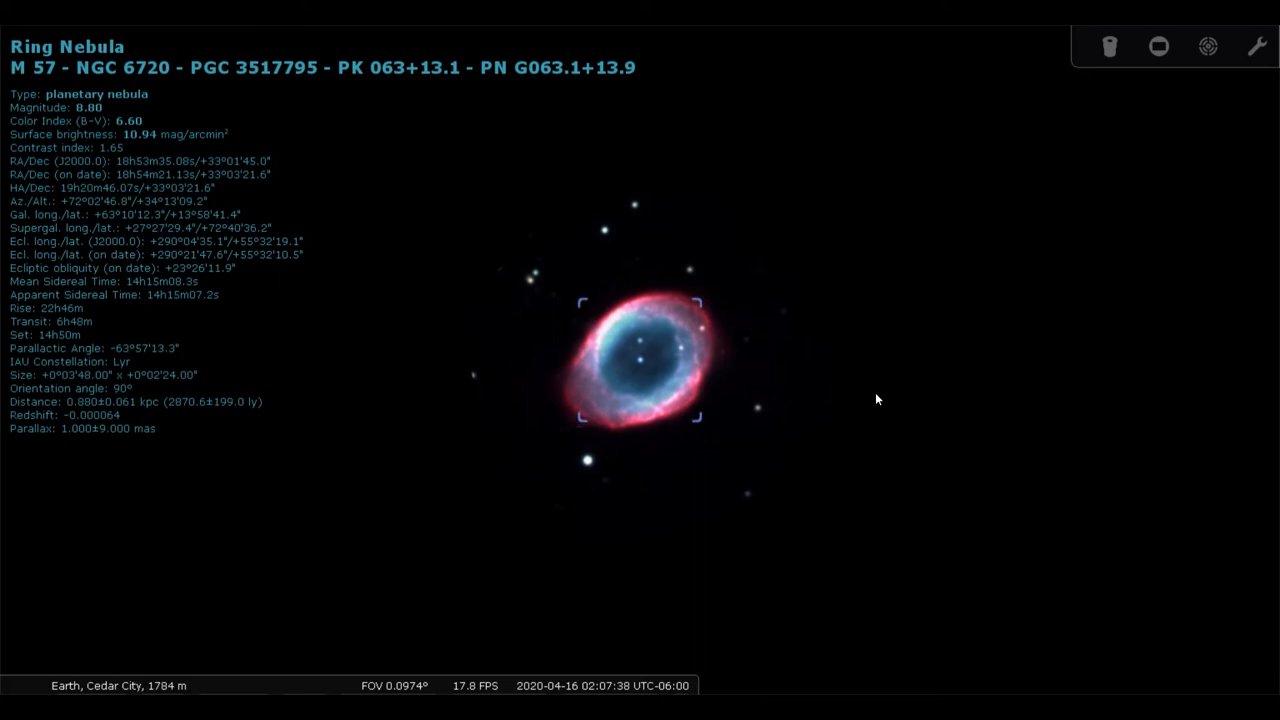 Ring Nebula
M 57 - NGC 6720 - PGC 3517795 - PK 063+13.1 - PN G063.1+13.9
Type: planetary nebula
Magnitude: 8.80
Color Index (B-V): 6.60
Surface brightness: 10.94 mag/arcmin²
Contrast index: 1.65
RA/Dec (J2000.0): 18h53m35.08s/+33°01'45.0"
RA/Dec (on date): 18h54m21.13s/+33°03'21.6"
HA/Dec: 19h20m46.07s/+33°03'21.6"
Az./Alt.: +72°02'46.8"/+34°13'09.2"
Gal. long./lat.: +63°10'12.3"/+13°58'41.4"
Supergal. long./lat.: +27°27'29.4"/+72°40'36.2"
Ecl. long./lat. (J2000.0): +290°04'35.1"/+55°32'19.1"
Ecl. long./lat. (on date): +290°21'47.6"/+55°32'10.5"
Ecliptic obliquity (on date): +23°26'11.9"
Mean Sidereal Time: 14h15m08.3s
Apparent Sidereal Time: 14h15m07.2s
Rise: 22h46m
Transit: 6h48m
Set: 14h50m
Parallactic Angle: -63°57'13.3"
IAU Constellation: Lyr
Size: +0°03'48.00" x +0°02'24.00"
Orientation angle: 90°
Distance: 0.880±0.061 kpc (2870.6±199.0 ly)
Redshift: -0.000064
Parallax: 1.000±9.000 mas
Earth, Cedar City, 1784 m FOV 0.0974° 17.8 FPS 2020-04-16 02:07:38 UTC-06:00